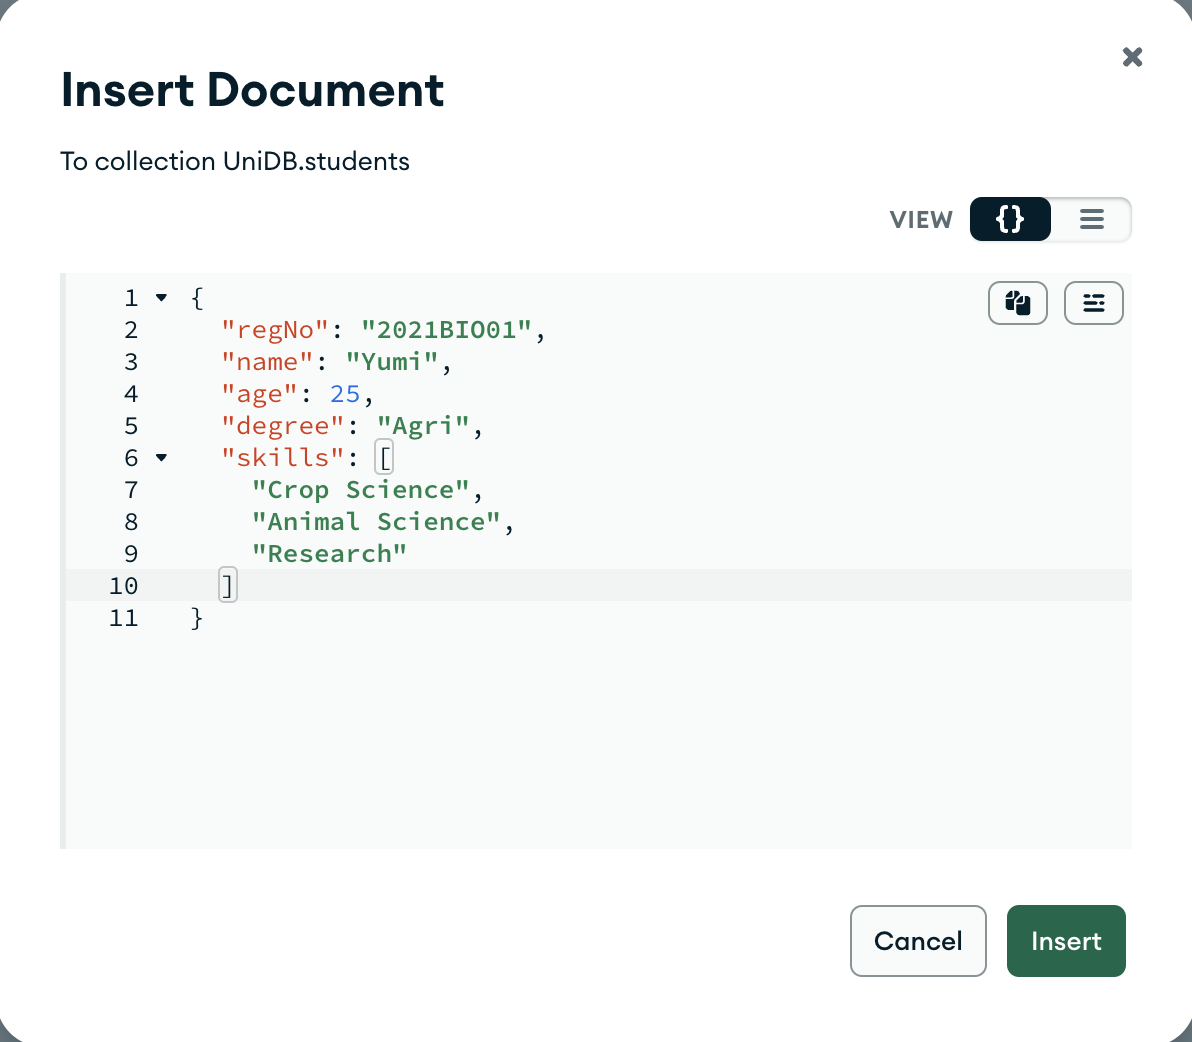 Insert Document
To collection UniDB.students
VIEW {}
1 {
2 "regNo": "2021BIO01",
3 "name": "Yumi",
4 "age": 25,
5 "degree": "Agri",
6 "skills": [
7 "Crop Science",
8 "Animal Science",
9 "Research"
10 ]
11 }
Cancel Insert